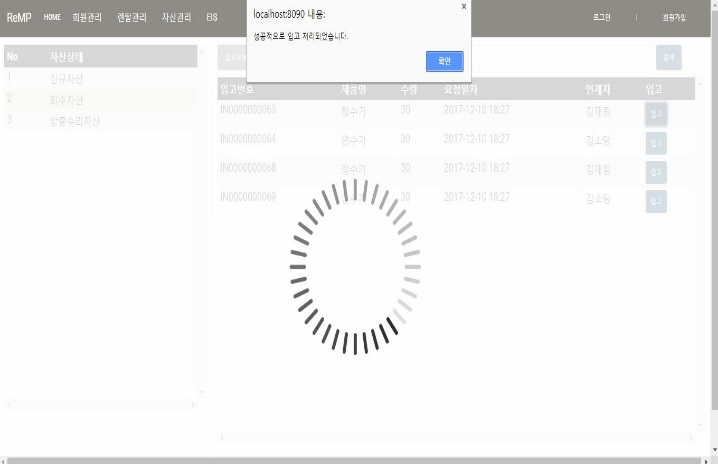 ReMP HOME 회원관리 렌탈관리 자산관리 EIS 로그인 | 회원가입
localhost:8090 내용:
x
성공적으로 입고 처리되었습니다.
확인
No 자산상태
1 신규자산
2 회수자산
3 방출수리자산
검색
입고번호 제품명 수량 요청일자 연계자 입고
IN0000000063 정수기 30 2017-12-10 18:27 김재킴 입고
IN0000000064 연수기 30 2017-12-10 18:27 김소밍 입고
IN0000000068 정수기 30 2017-12-10 18:27 김재킴 입고
IN0000000069 30 2017-12-10 18:27 김소밍 입고